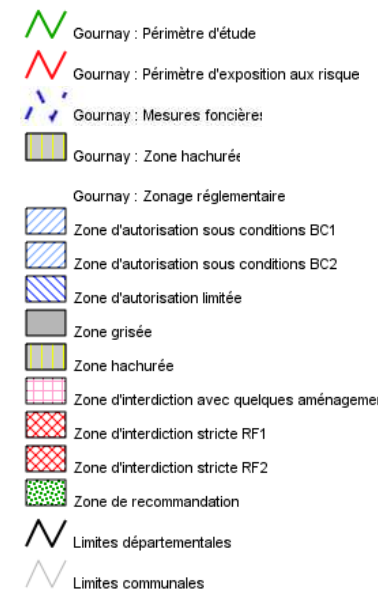 Gournay : Périmètre d'étude
Gournay : Périmètre d'exposition aux risque
Gournay : Mesures foncière
Gournay : Zone hachuré
Gournay : Zonage réglementaire
Zone d'autorisation sous conditions BC1
Zone d'autorisation sous conditions BC2
Zone d'autorisation limitée
Zone grisée
Zone hachurée
Zone d'interdiction avec quelques aménageme
Zone d'interdiction stricte RF1
Zone d'interdiction stricte RF2
Zone de recommandation
Limites départementales
Limites communales